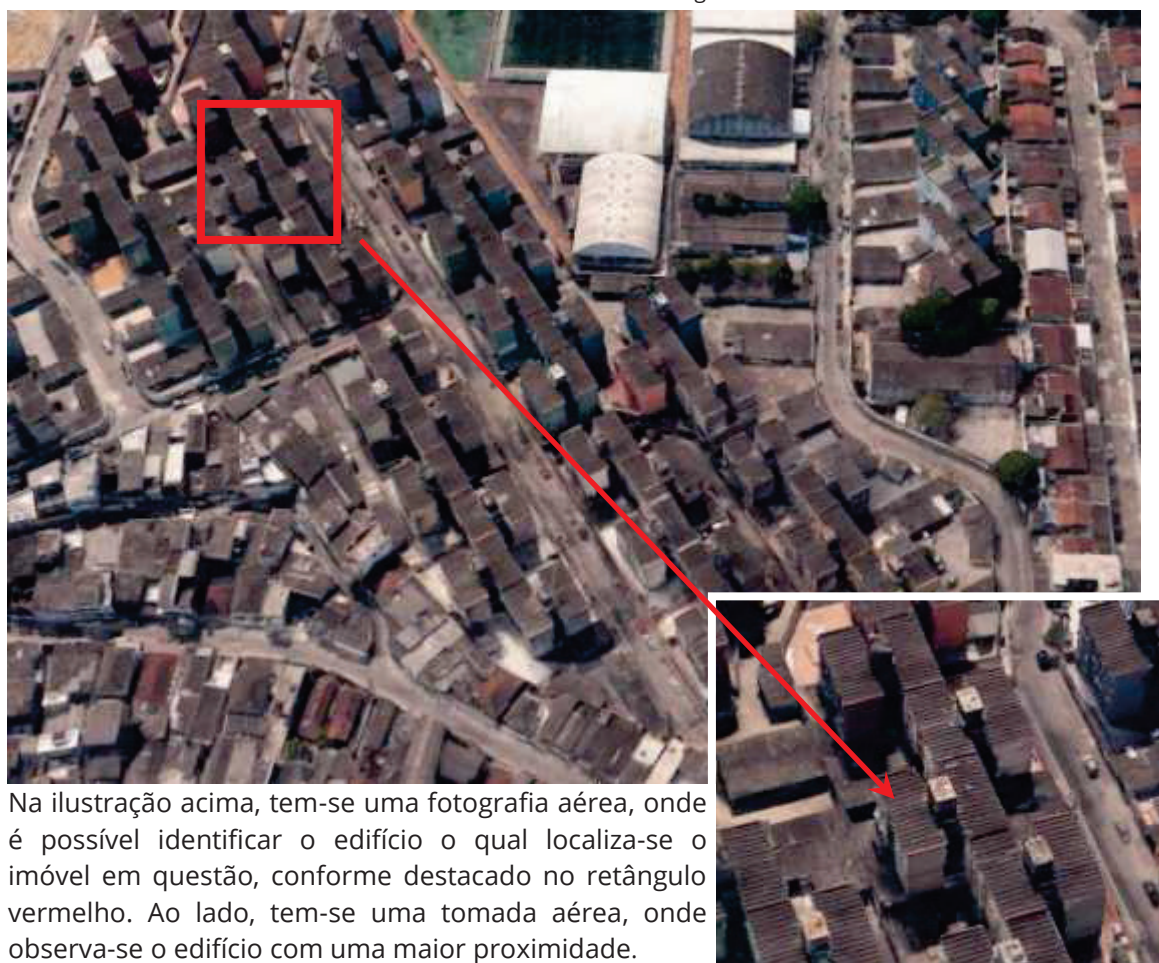 Na ilustração acima, tem-se uma fotografia aérea, onde
é possível identificar o edifício o qual localiza-se o
imóvel em questão, conforme destacado no retângulo
vermelho. Ao lado, tem-se uma tomada aérea, onde
observa-se o edifício com uma maior proximidade.